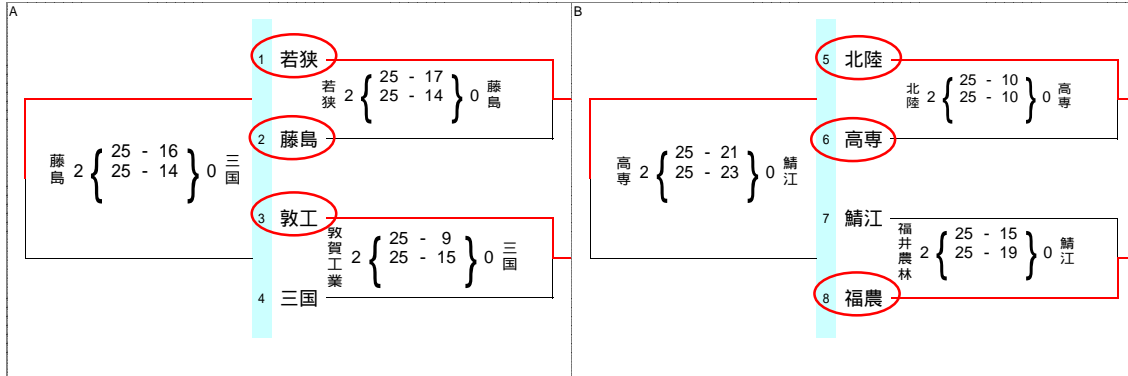 A
1 若狭
若狭 2 { 25 - 17 } 0 藤島
25 - 14
2 藤島
藤島 2 { 25 - 16 } 0 三国
25 - 14
3 敦工
敦賀工業 2 { 25 - 9 } 0 三国
25 - 15
4 三国
B
5 北陸
北陸 2 { 25 - 10 } 0 高専
25 - 10
6 高専
高専 2 { 25 - 21 } 0 鯖江
25 - 23
7 鯖江
福井農林 2 { 25 - 15 } 0 鯖江
25 - 19
8 福農